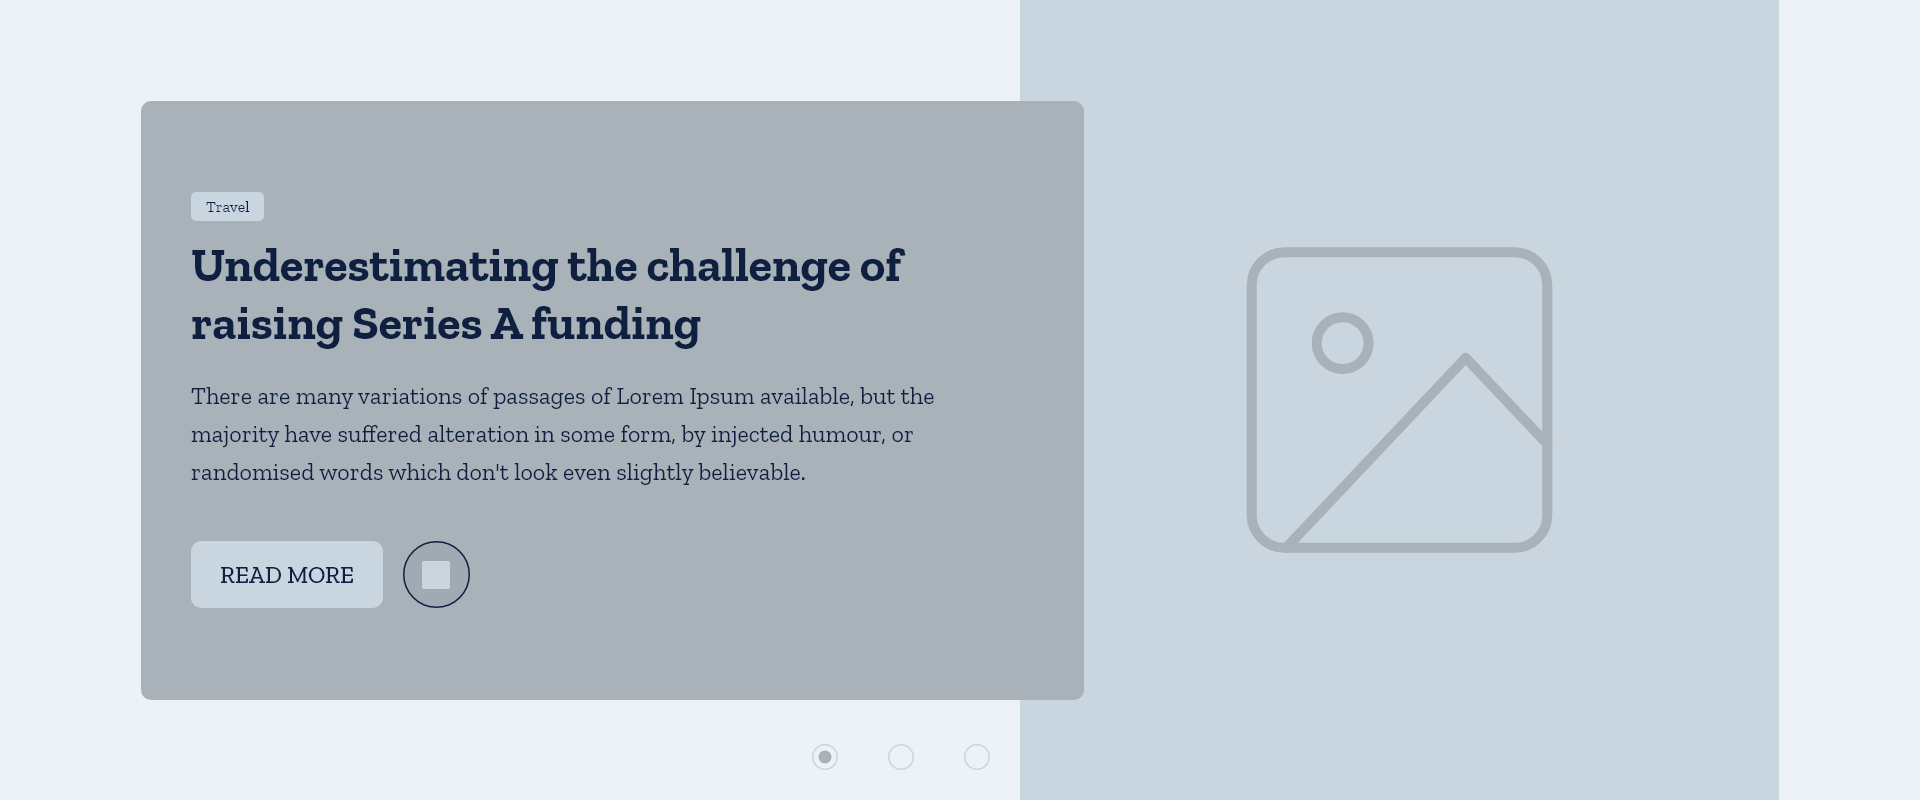 Travel
Underestimating the challenge of
raising Series A funding
There are many variations of passages of Lorem Ipsum available, but the
majority have suffered alteration in some form, by injected humour, or
randomised words which don't look even slightly believable.
READ MORE